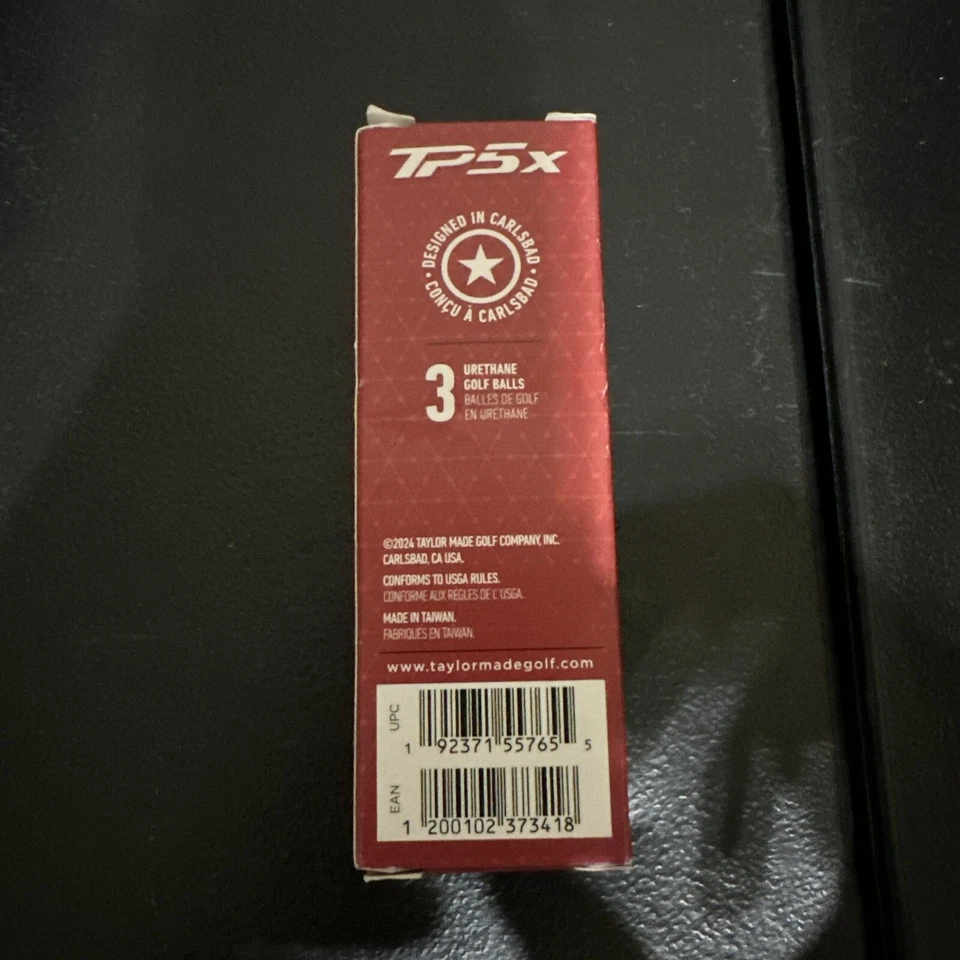 TP5x
DESIGNED IN CARLSBAD
• CONÇU À CARLSBAD •
3
URETHANE
GOLF BALLS
BALLES DE GOLF
EN URÉTHANE
©2024 TAYLOR MADE GOLF COMPANY, INC.
CARLSBAD, CA USA.
CONFORMS TO USGA RULES.
CONFORME AUX RÈGLES DE L'USGA.
MADE IN TAIWAN.
FABRIQUÉS EN TAIWAN.
www.taylormadegolf.com
UPC
1 92371 55765 5
EAN
1 200102 373418